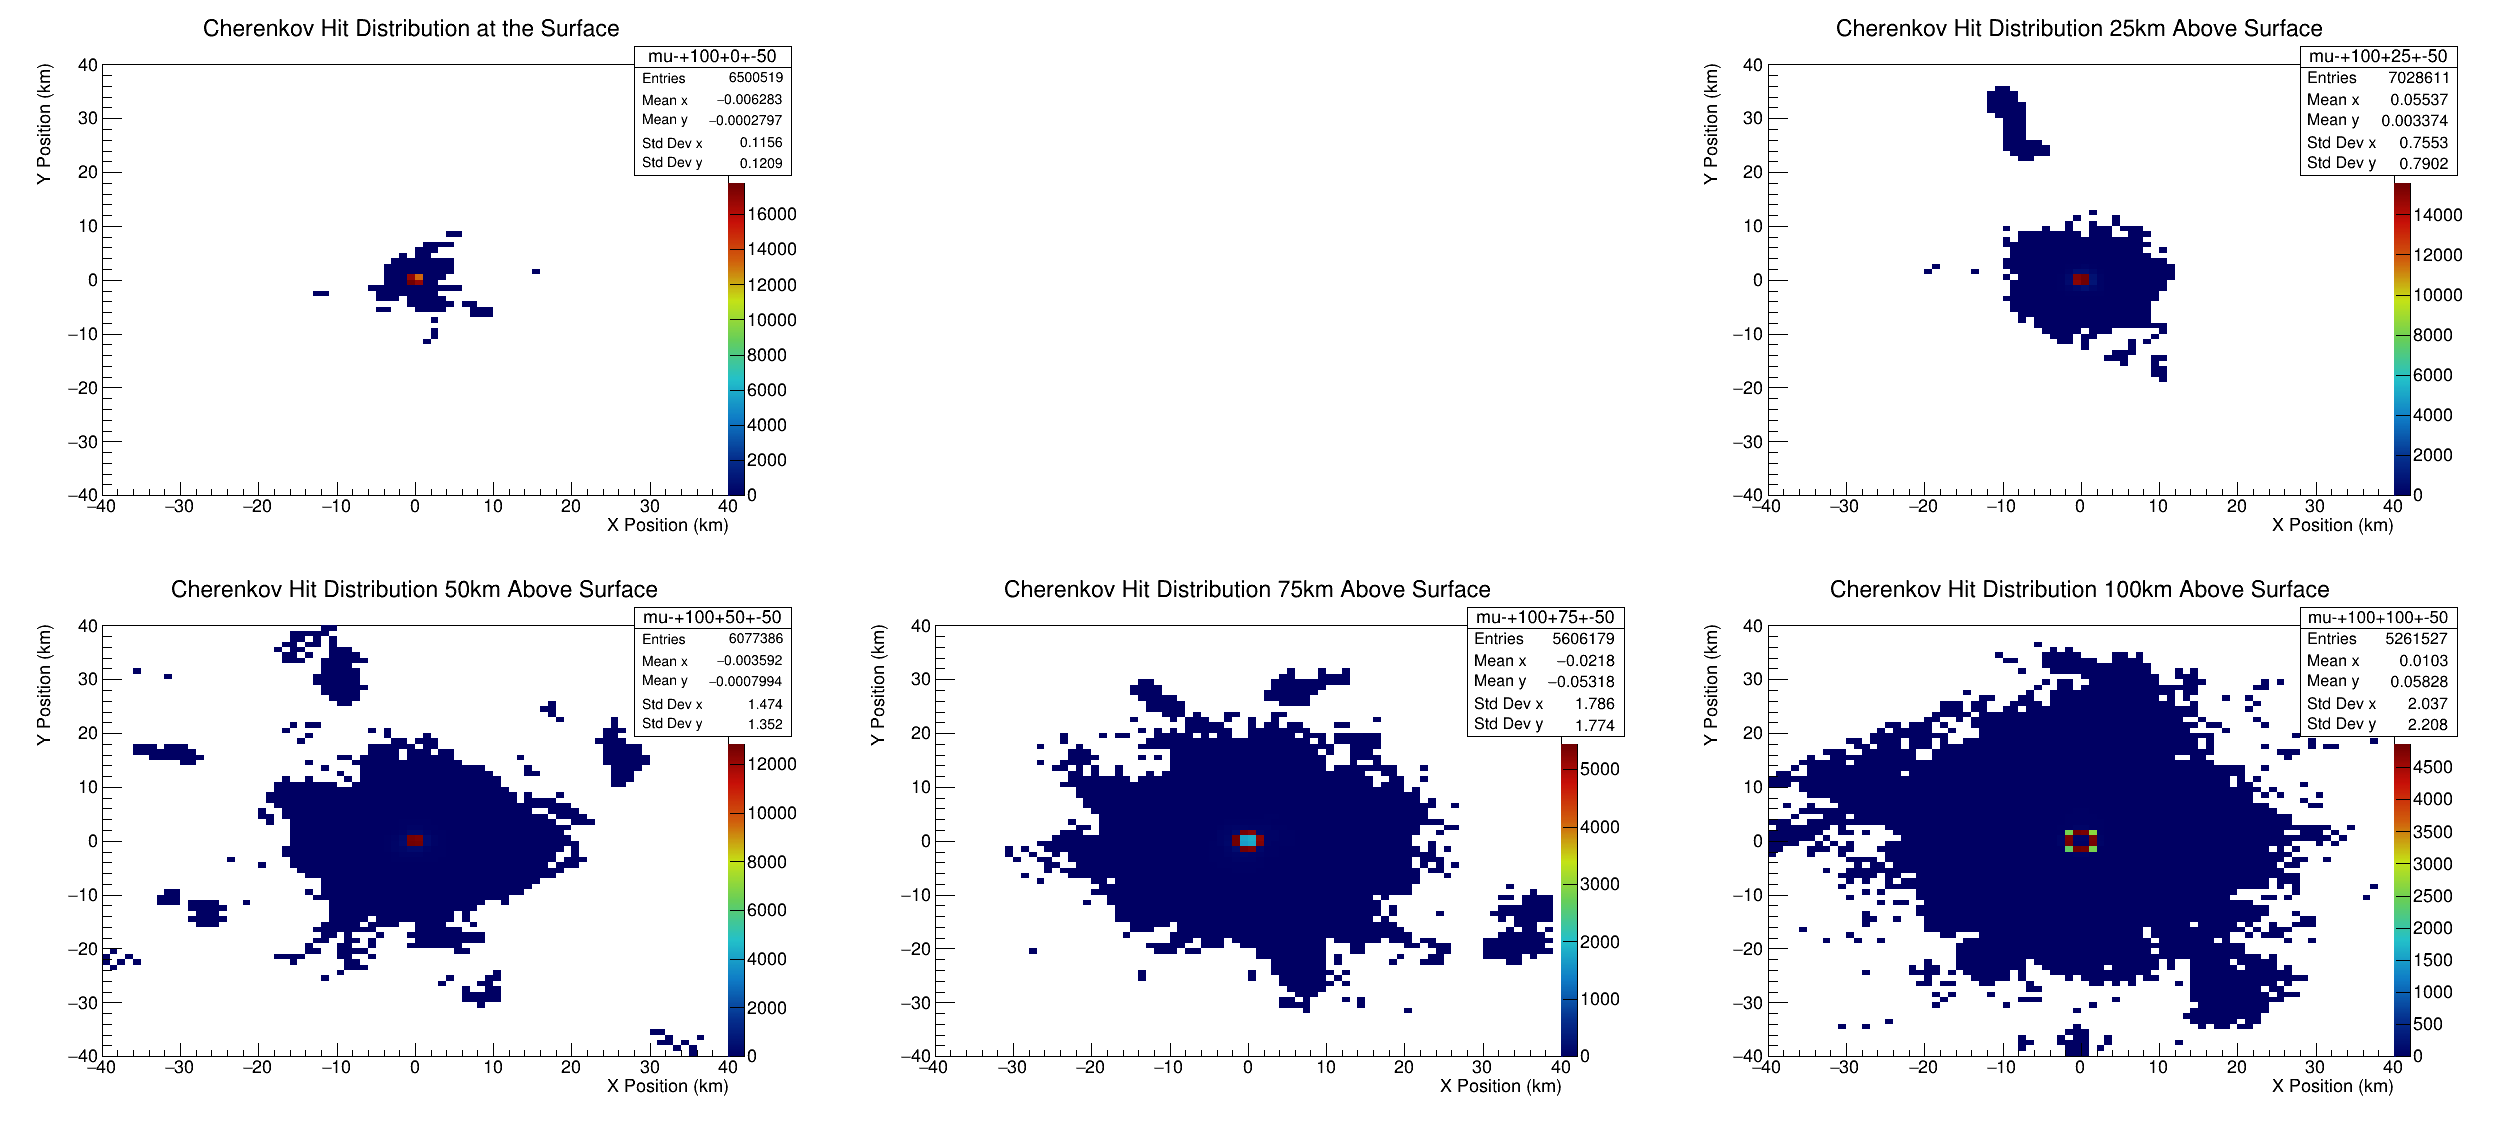 Cherenkov Hit Distribution at the Surface
mu-+100+0+-50
Entries 6500519
Mean x −0.006283
Mean y −0.0002797
Std Dev x 0.1156
Std Dev y 0.1209
Y Position (km)
40
30
20
10
0
−10
−20
−30
−40
−40 −30 −20 −10 0 10 20 30 40
X Position (km)
16000
14000
12000
10000
8000
6000
4000
2000
0
Cherenkov Hit Distribution 25km Above Surface
mu-+100+25+-50
Entries 7028611
Mean x 0.05537
Mean y 0.003374
Std Dev x 0.7553
Std Dev y 0.7902
Y Position (km)
40
30
20
10
0
−10
−20
−30
−40
−40 −30 −20 −10 0 10 20 30 40
X Position (km)
14000
12000
10000
8000
6000
4000
2000
0
Cherenkov Hit Distribution 50km Above Surface
mu-+100+50+-50
Entries 6077386
Mean x −0.003592
Mean y −0.0007994
Std Dev x 1.474
Std Dev y 1.352
Y Position (km)
40
30
20
10
0
−10
−20
−30
−40
−40 −30 −20 −10 0 10 20 30 40
X Position (km)
12000
10000
8000
6000
4000
2000
0
Cherenkov Hit Distribution 75km Above Surface
mu-+100+75+-50
Entries 5606179
Mean x −0.0218
Mean y −0.05318
Std Dev x 1.786
Std Dev y 1.774
Y Position (km)
40
30
20
10
0
−10
−20
−30
−40
−40 −30 −20 −10 0 10 20 30 40
X Position (km)
5000
4000
3000
2000
1000
0
Cherenkov Hit Distribution 100km Above Surface
mu-+100+100+-50
Entries 5261527
Mean x 0.0103
Mean y 0.05828
Std Dev x 2.037
Std Dev y 2.208
Y Position (km)
40
30
20
10
0
−10
−20
−30
−40
−40 −30 −20 −10 0 10 20 30 40
X Position (km)
4500
4000
3500
3000
2500
2000
1500
1000
500
0